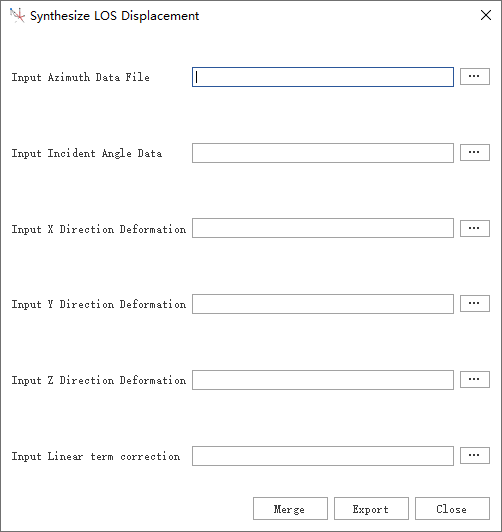 Synthesize LOS Displacement
Input Azimuth Data File
...
Input Incident Angle Data
...
Input X Direction Deformation
...
Input Y Direction Deformation
...
Input Z Direction Deformation
...
Input Linear term correction
...
Merge Export Close